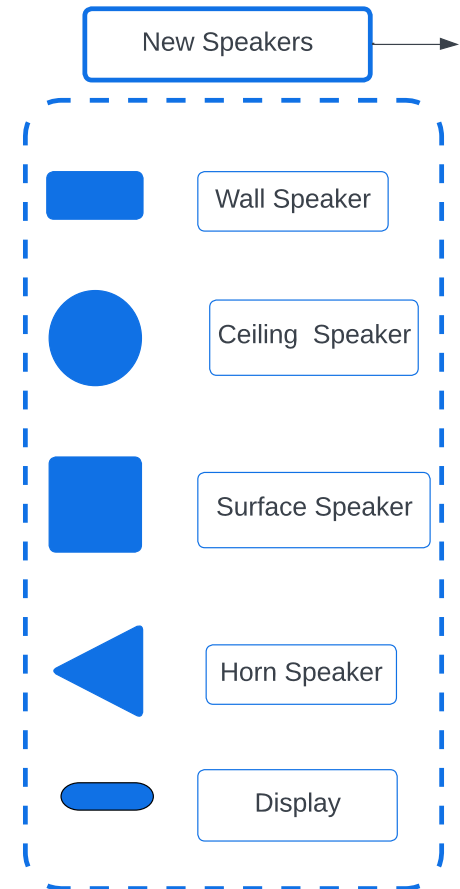 New Speakers
Wall Speaker
Ceiling  Speaker
Surface Speaker
Horn Speaker
Display